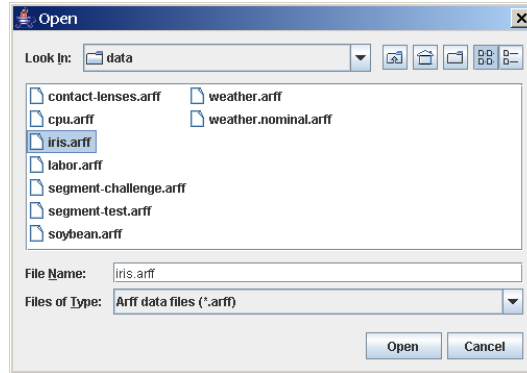 Open
Look In: data
contact-lenses.arff weather.arff
cpu.arff weather.nominal.arff
iris.arff
labor.arff
segment-challenge.arff
segment-test.arff
soybean.arff
File Name: iris.arff
Files of Type: Arff data files (*.arff)
Open Cancel